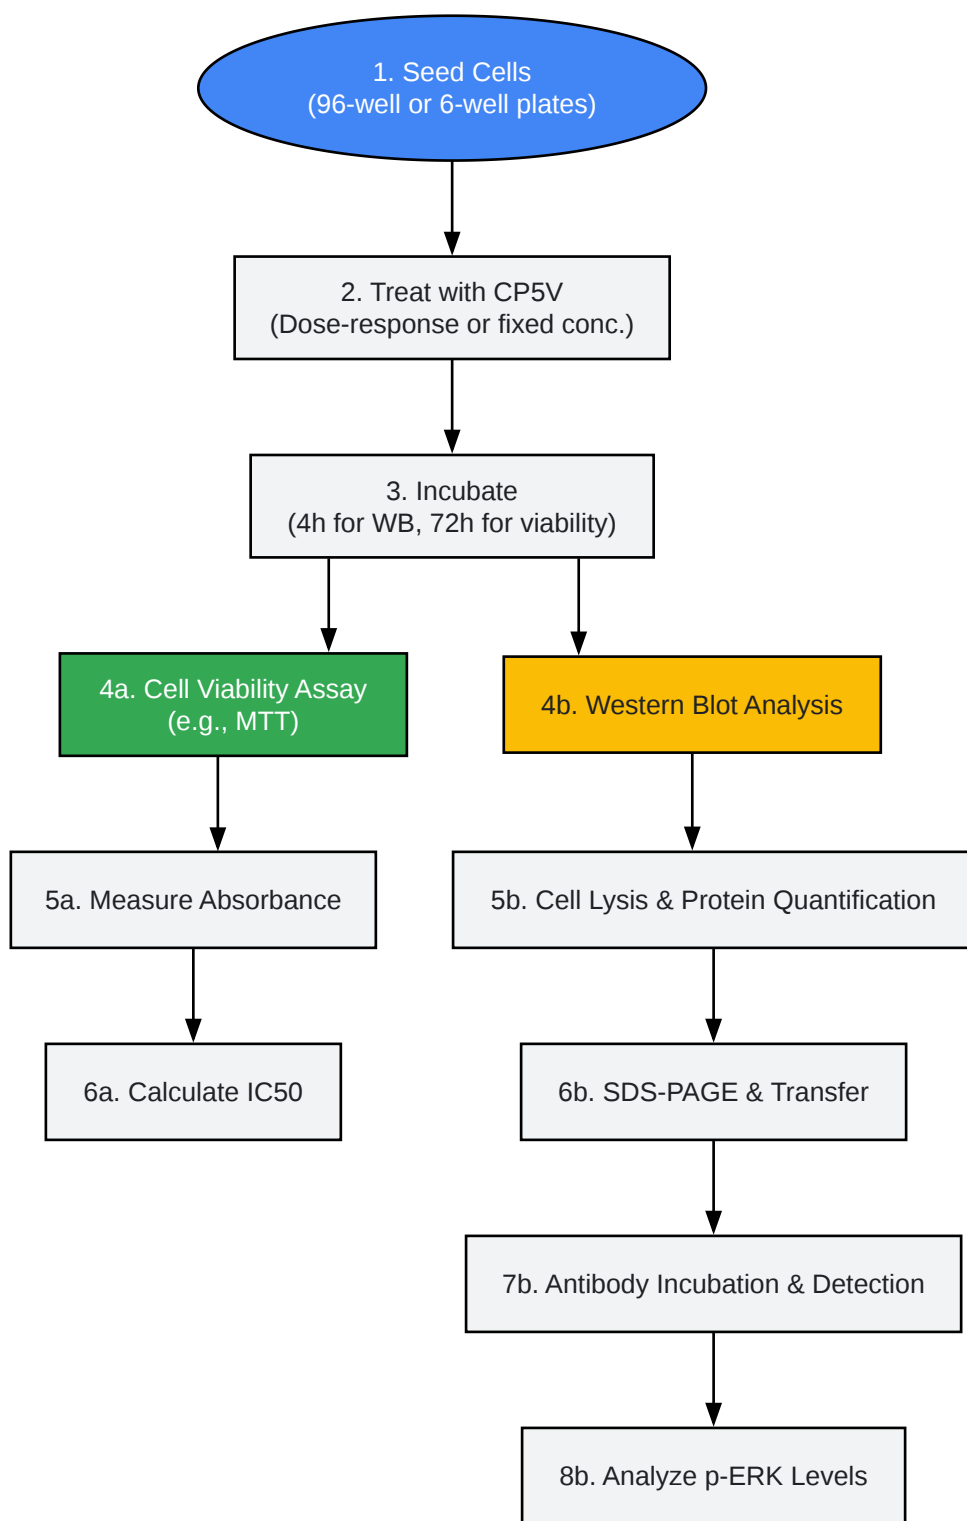 1. Seed Cells
(96-well or 6-well plates)
2. Treat with CP5V
(Dose-response or fixed conc.)
3. Incubate
(4h for WB, 72h for viability)
4a. Cell Viability Assay
(e.g., MTT)
4b. Western Blot Analysis
5a. Measure Absorbance
5b. Cell Lysis & Protein Quantification
6a. Calculate IC50
6b. SDS-PAGE & Transfer
7b. Antibody Incubation & Detection
8b. Analyze p-ERK Levels